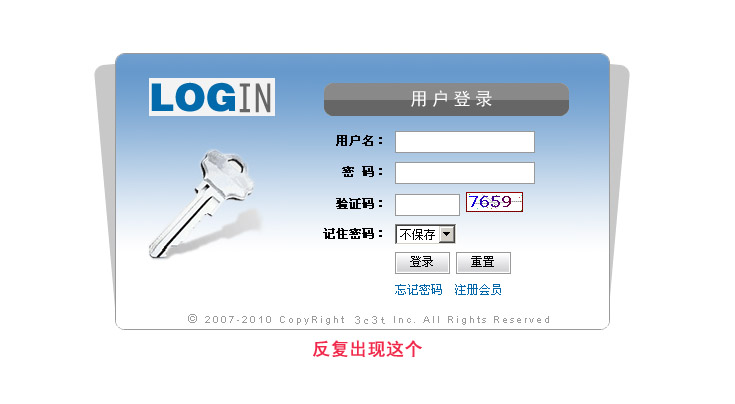 LOGIN
用户登录
用户名：
密 码：
验证码： 7659
记住密码： 不保存
登录 重置
忘记密码 注册会员
© 2007-2010 CopyRight 3c3t Inc. All Rights Reserved
反复出现这个